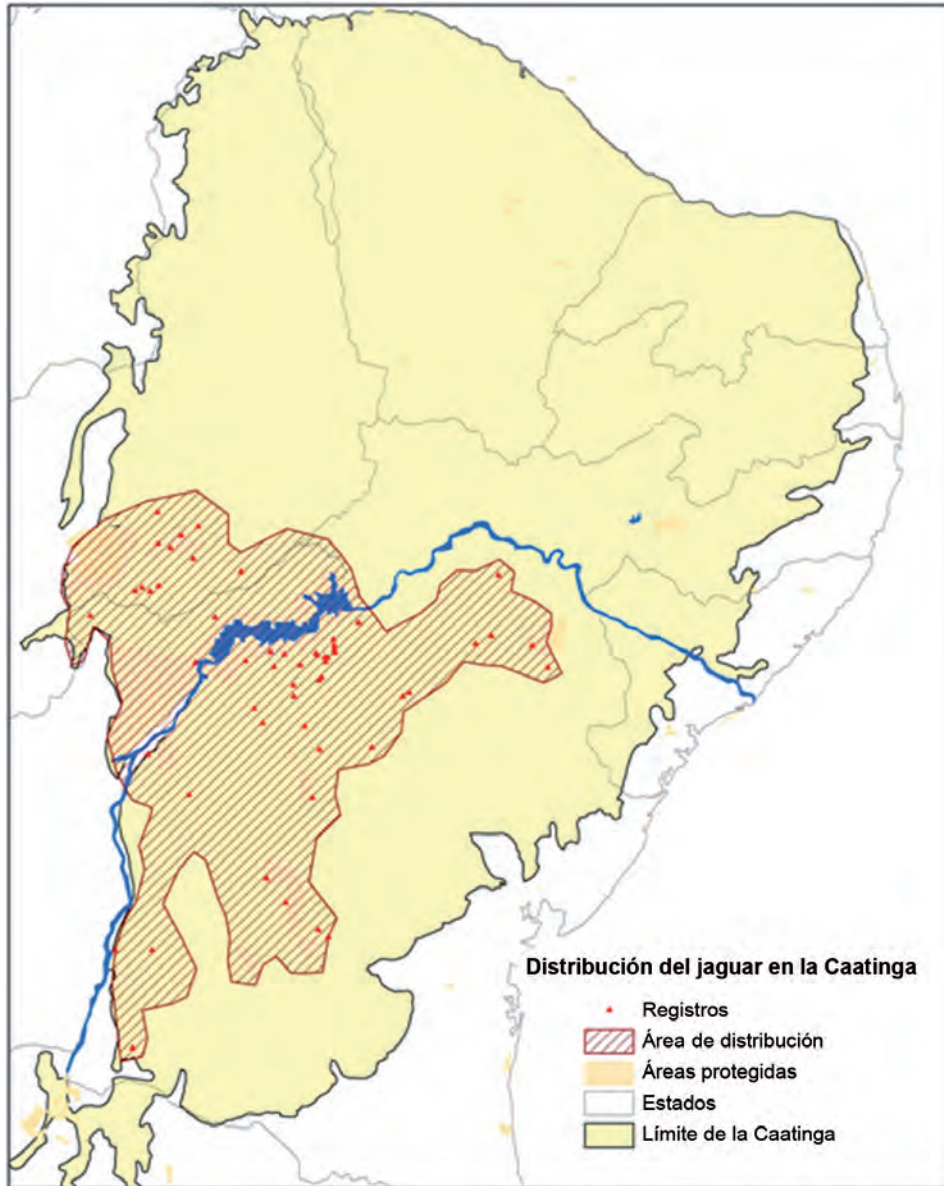 Distribución del jaguar en la Caatinga
Registros
Área de distribución
Áreas protegidas
Estados
Límite de la Caatinga